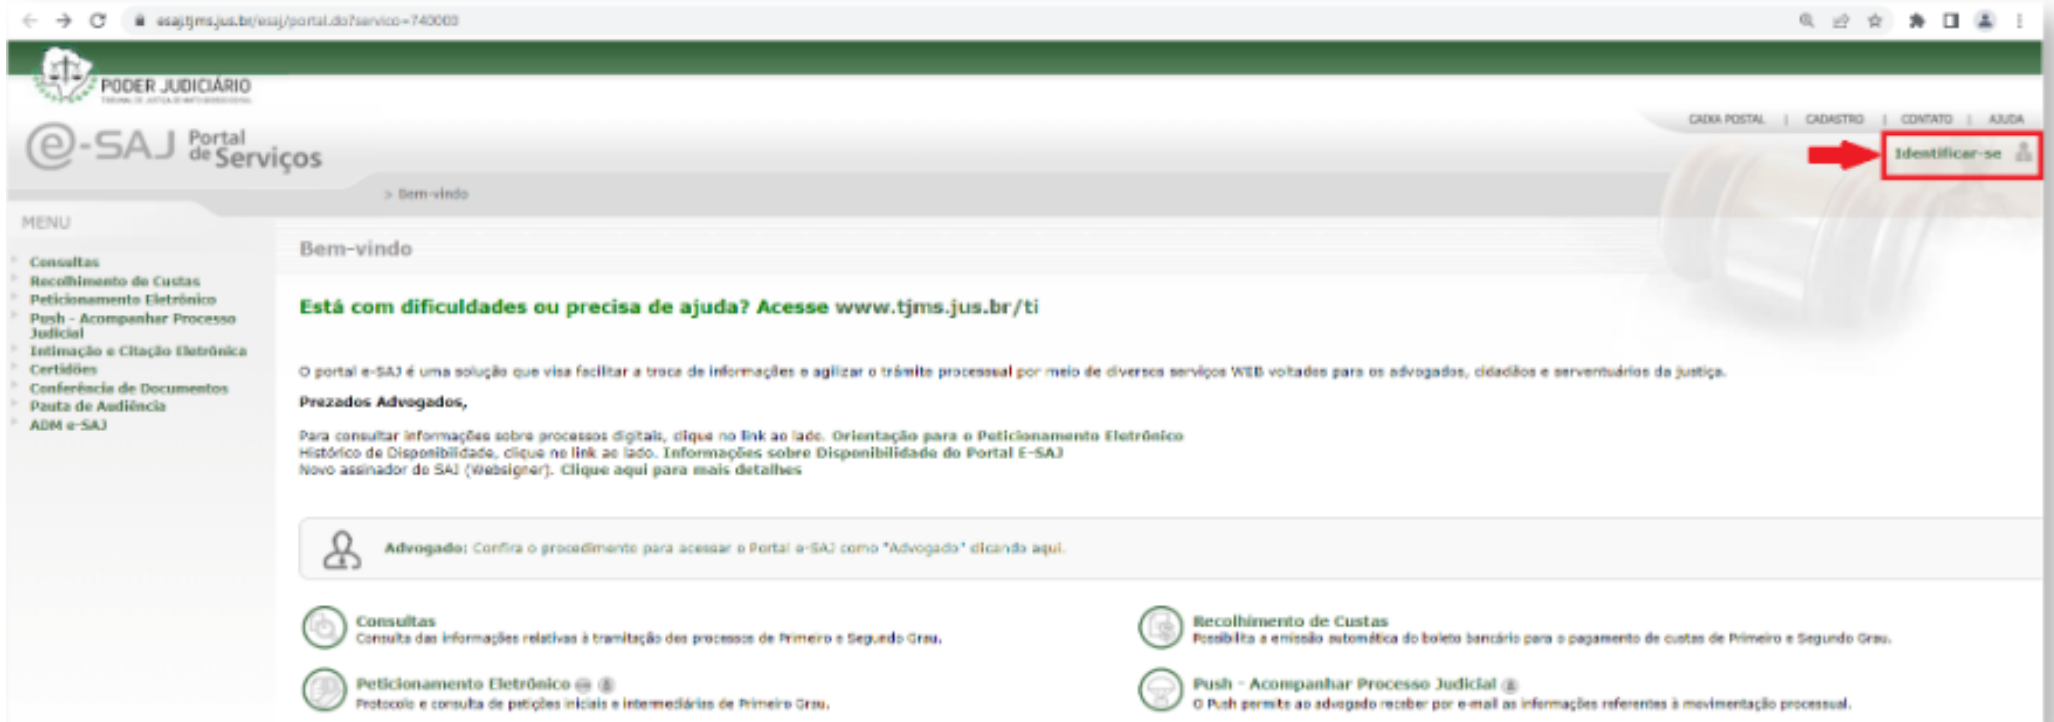 esaj.tjms.jus.br/esaj/portal.do?servico=740000
PODER JUDICIÁRIO
e-SAJ Portal de Serviços
CAIXA POSTAL | CADASTRO | CONTATO | AJUDA
Identificar-se
> Bem-vindo
MENU
Consultas
Recolhimento de Custas
Peticionamento Eletrônico
Push - Acompanhar Processo
Judicial
Intimação e Citação Eletrônica
Certidões
Conferência de Documentos
Pauta de Audiência
ADM e-SAJ
Bem-vindo
Está com dificuldades ou precisa de ajuda? Acesse www.tjms.jus.br/ti
O portal e-SAJ é uma solução que visa facilitar a troca de informações e agilizar o trâmite processual por meio de diversos serviços WEB voltados para os advogados, cidadãos e serventuários da justiça.
Prezados Advogados,
Para consultar informações sobre processos digitais, clique no link ao lado. Orientação para o Peticionamento Eletrônico
Histórico de Disponibilidade, clique no link ao lado. Informações sobre Disponibilidade do Portal E-SAJ
Novo assinador do SAJ (Websigner). Clique aqui para mais detalhes
Advogado: Confira o procedimento para acessar o Portal e-SAJ como "Advogado" clicando aqui.
Consultas
Consulta das informações relativas à tramitação dos processos de Primeiro e Segundo Grau.
Recolhimento de Custas
Possibilita a emissão automática do boleto bancário para o pagamento de custas de Primeiro e Segundo Grau.
Peticionamento Eletrônico
Protocolo e consulta de petições iniciais e intermediárias de Primeiro Grau.
Push - Acompanhar Processo Judicial
O Push permite ao advogado receber por e-mail as informações referentes à movimentação processual.